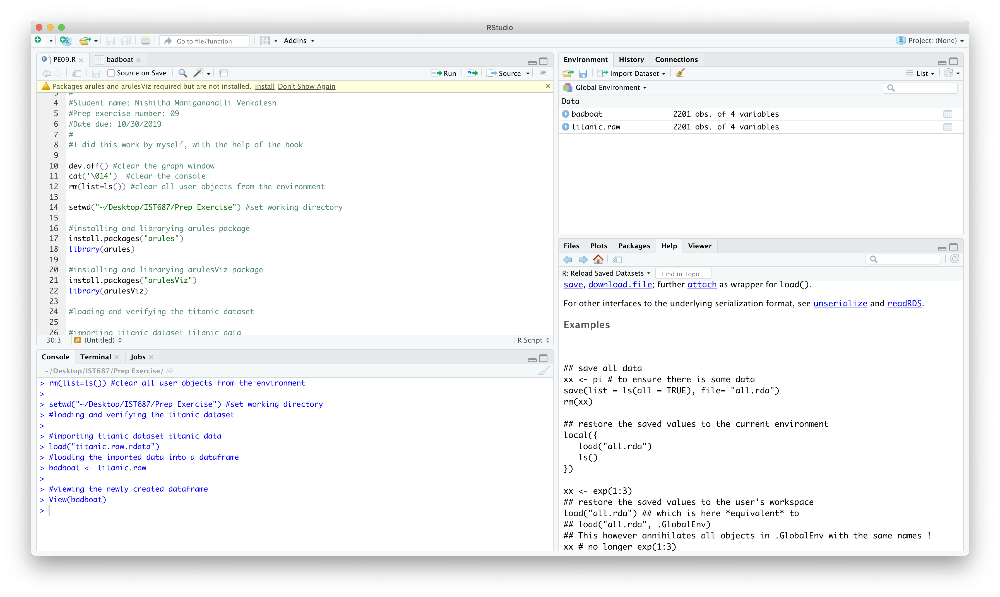 RStudio
Go to file/function
Addins
Project: (None)
PE09.R
badboat
Source on Save
Run
Source
Packages arules and arulesViz required but are not installed. Install Don't Show Again
3 #
4 #Student name: Nishitha Maniganahalli Venkatesh
5 #Prep exercise number: 09
6 #Date due: 10/30/2019
7 #
8 #I did this work by myself, with the help of the book
9
10 dev.off() #clear the graph window
11 cat('\014')  #clear the console
12 rm(list=ls()) #clear all user objects from the environment
13
14 setwd("~/Desktop/IST687/Prep Exercise") #set working directory
15
16 #installing and librarying arules package
17 install.packages("arules")
18 library(arules)
19
20 #installing and librarying arulesViz package
21 install.packages("arulesViz")
22 library(arulesViz)
23
24 #loading and verifying the titanic dataset
25
26 #importing titanic dataset titanic data
30:3
# (Untitled)
R Script
Console
Terminal
Jobs
~/Desktop/IST687/Prep Exercise/
> rm(list=ls()) #clear all user objects from the environment
>
> setwd("~/Desktop/IST687/Prep Exercise") #set working directory
> #loading and verifying the titanic dataset
>
> #importing titanic dataset titanic data
> load("titanic.raw.rdata")
> #loading the imported data into a dataframe
> badboat <- titanic.raw
>
> #viewing the newly created dataframe
> View(badboat)
>
Environment
History
Connections
Import Dataset
List
Global Environment
Data
badboat 2201 obs. of 4 variables
titanic.raw 2201 obs. of 4 variables
Files
Plots
Packages
Help
Viewer
R: Reload Saved Datasets
Find in Topic
save, download.file; further attach as wrapper for load().
For other interfaces to the underlying serialization format, see unserialize and readRDS.
Examples
## save all data
xx <- pi # to ensure there is some data
save(list = ls(all = TRUE), file= "all.rda")
rm(xx)
## restore the saved values to the current environment
local({
   load("all.rda")
   ls()
})
xx <- exp(1:3)
## restore the saved values to the user's workspace
load("all.rda") ## which is here *equivalent* to
## load("all.rda", .GlobalEnv)
## This however annihilates all objects in .GlobalEnv with the same names !
xx # no longer exp(1:3)